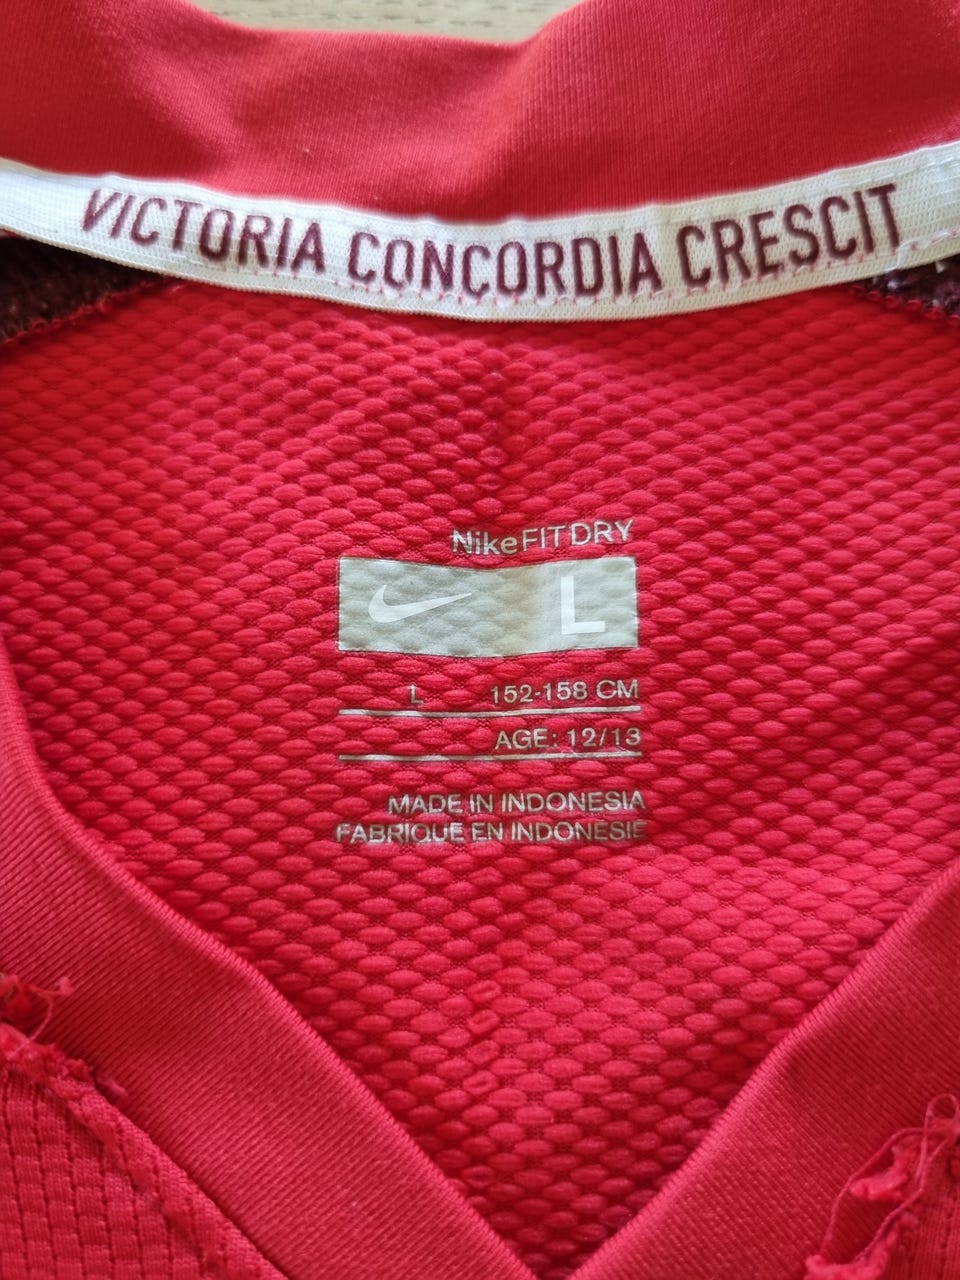 VICTORIA CONCORDIA CRESCIT
NikeFITDRY
L
L 152-158 CM
AGE: 12/13
MADE IN INDONESIA
FABRIQUE EN INDONESIE